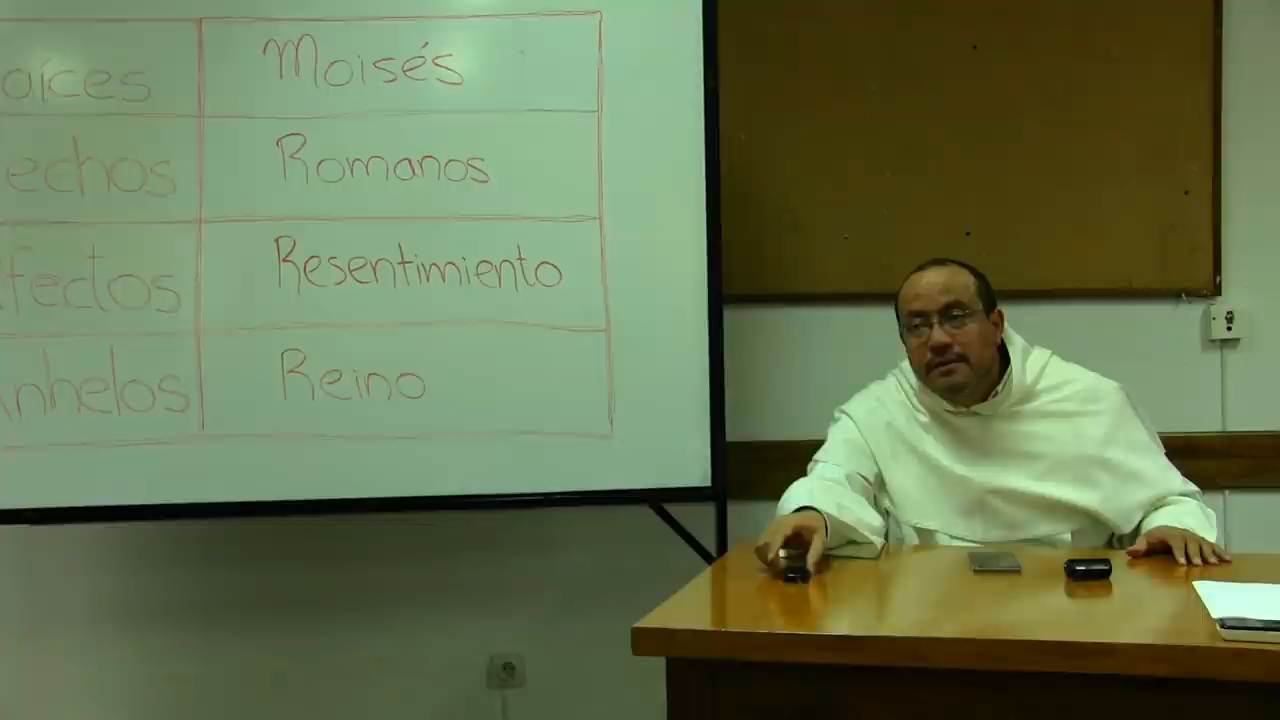 aíces Moisés
echos Romanos
fectos Resentimiento
nhelos Reino